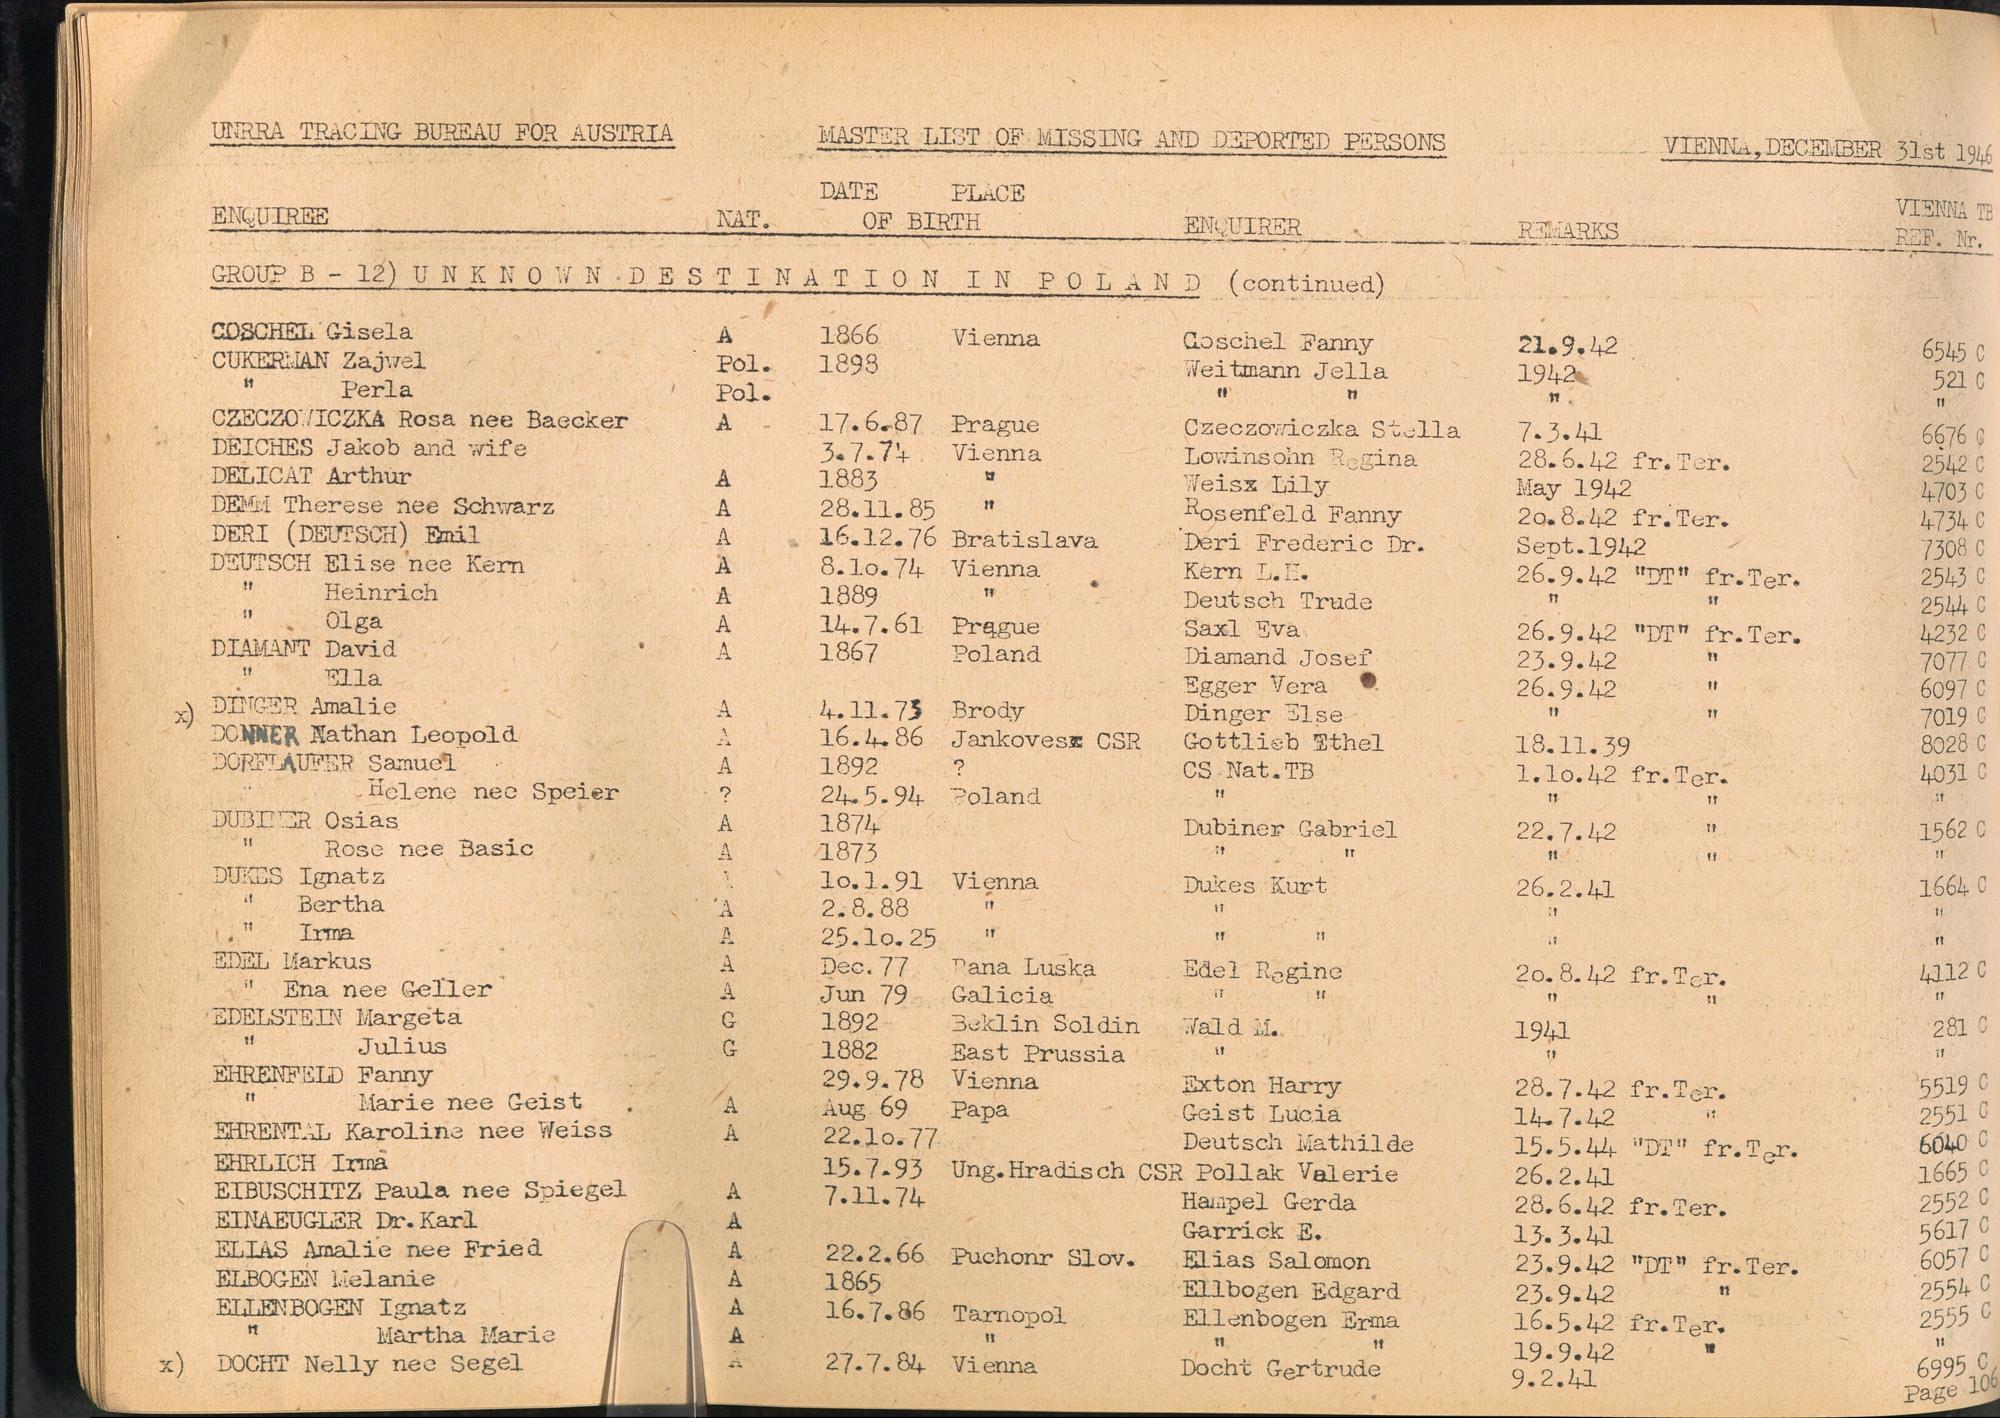 UNRRA TRACING BUREAU FOR AUSTRIA MASTER LIST OF MISSING AND DEPORTED PERSONS VIENNA, DECEMBER 31st 1946
DATE PLACE VIENNA TB
ENQUIREE NAT. OF BIRTH ENQUIRER REMARKS REF. Nr.
GROUP B - 12) UNKNOWN DESTINATION IN POLAND (continued)
COSCHEL Gisela A 1866 Vienna Goschel Fanny 21.9.42 6545 C
CUKERMAN Zajwel Pol. 1898 Weitmann Jella 1942 521 C
" Perla Pol. " " " "
CZECZOWICZKA Rosa nee Baecker A 17.6.87 Prague Czeczowiczka Stella 7.3.41 6676 C
DEICHES Jakob and wife 3.7.74 Vienna Lowinsohn Regina 28.6.42 fr.Ter. 2542 C
DELICAT Arthur A 1883 " Weisx Lily May 1942 4703 C
DEMM Therese nee Schwarz A 28.11.85 " Rosenfeld Fanny 2o.8.42 fr.Ter. 4734 C
DERI (DEUTSCH) Emil A 16.12.76 Bratislava Deri Frederic Dr. Sept.1942 7308 C
DEUTSCH Elise nee Kern A 8.1o.74 Vienna Kern L.H. 26.9.42 "DT" fr.Ter. 2543 C
" Heinrich A 1889 " Deutsch Trude " " 2544 C
" Olga A 14.7.61 Prague Saxl Eva 26.9.42 "DT" fr.Ter. 4232 C
DIAMANT David A 1867 Poland Diamand Josef 23.9.42 " 7077 C
" Ella Egger Vera 26.9.42 " 6097 C
x) DINGER Amalie A 4.11.73 Brody Dinger Else " " 7019 C
DONNER Nathan Leopold A 16.4.86 Jankovesx CSR Gottlieb Ethel 18.11.39 8028 C
DORFLAUFER Samuel A 1892 ? CS Nat.TB 1.1o.42 fr.Ter. 4031 C
" Helene nee Speier ? 24.5.94 Poland " " " "
DUBINER Osias A 1874 Dubiner Gabriel 22.7.42 " 1562 C
" Rose nee Basic A 1873 " " " " "
DUKES Ignatz A 1o.1.91 Vienna Dukes Kurt 26.2.41 1664 C
" Bertha A 2.8.88 " " " "
" Irma A 25.1o.25 " " " " "
EDEL Markus A Dec.77 Dana Luska Edel Regine 2o.8.42 fr.Ter. 4112 C
" Ena nee Geller A Jun 79 Galicia " " " " "
EDELSTEIN Margeta G 1892 Beklin Soldin Wald M. 1941 281 C
" Julius G 1882 East Prussia " " "
EHRENFELD Fanny 29.9.78 Vienna Exton Harry 28.7.42 fr.Ter. 5519 C
" Marie nee Geist A Aug 69 Papa Geist Lucia 14.7.42 " 2551 C
EHRENTAL Karoline nee Weiss A 22.1o.77 Deutsch Mathilde 15.5.44 "DT" fr.Ter. 6040 C
EHRLICH Irma 15.7.93 Ung.Hradisch CSR Pollak Valerie 26.2.41 1665 C
EIBUSCHITZ Paula nee Spiegel A 7.11.74 Hampel Gerda 28.6.42 fr.Ter. 2552 C
EINAEUGLER Dr.Karl A Garrick E. 13.3.41 5617 C
ELIAS Amalie nee Fried A 22.2.66 Puchonr Slov. Elias Salomon 23.9.42 "DT" fr.Ter. 6057 C
ELBOGEN Melanie A 1865 Ellbogen Edgard 23.9.42 " 2554 C
ELLENBOGEN Ignatz A 16.7.86 Tarnopol Ellenbogen Erma 16.5.42 fr.Ter. 2555 C
" Martha Marie A " " " 19.9.42 " "
x) DOCHT Nelly nee Segel A 27.7.84 Vienna Docht Gertrude 9.2.41 6995 C
Page 106